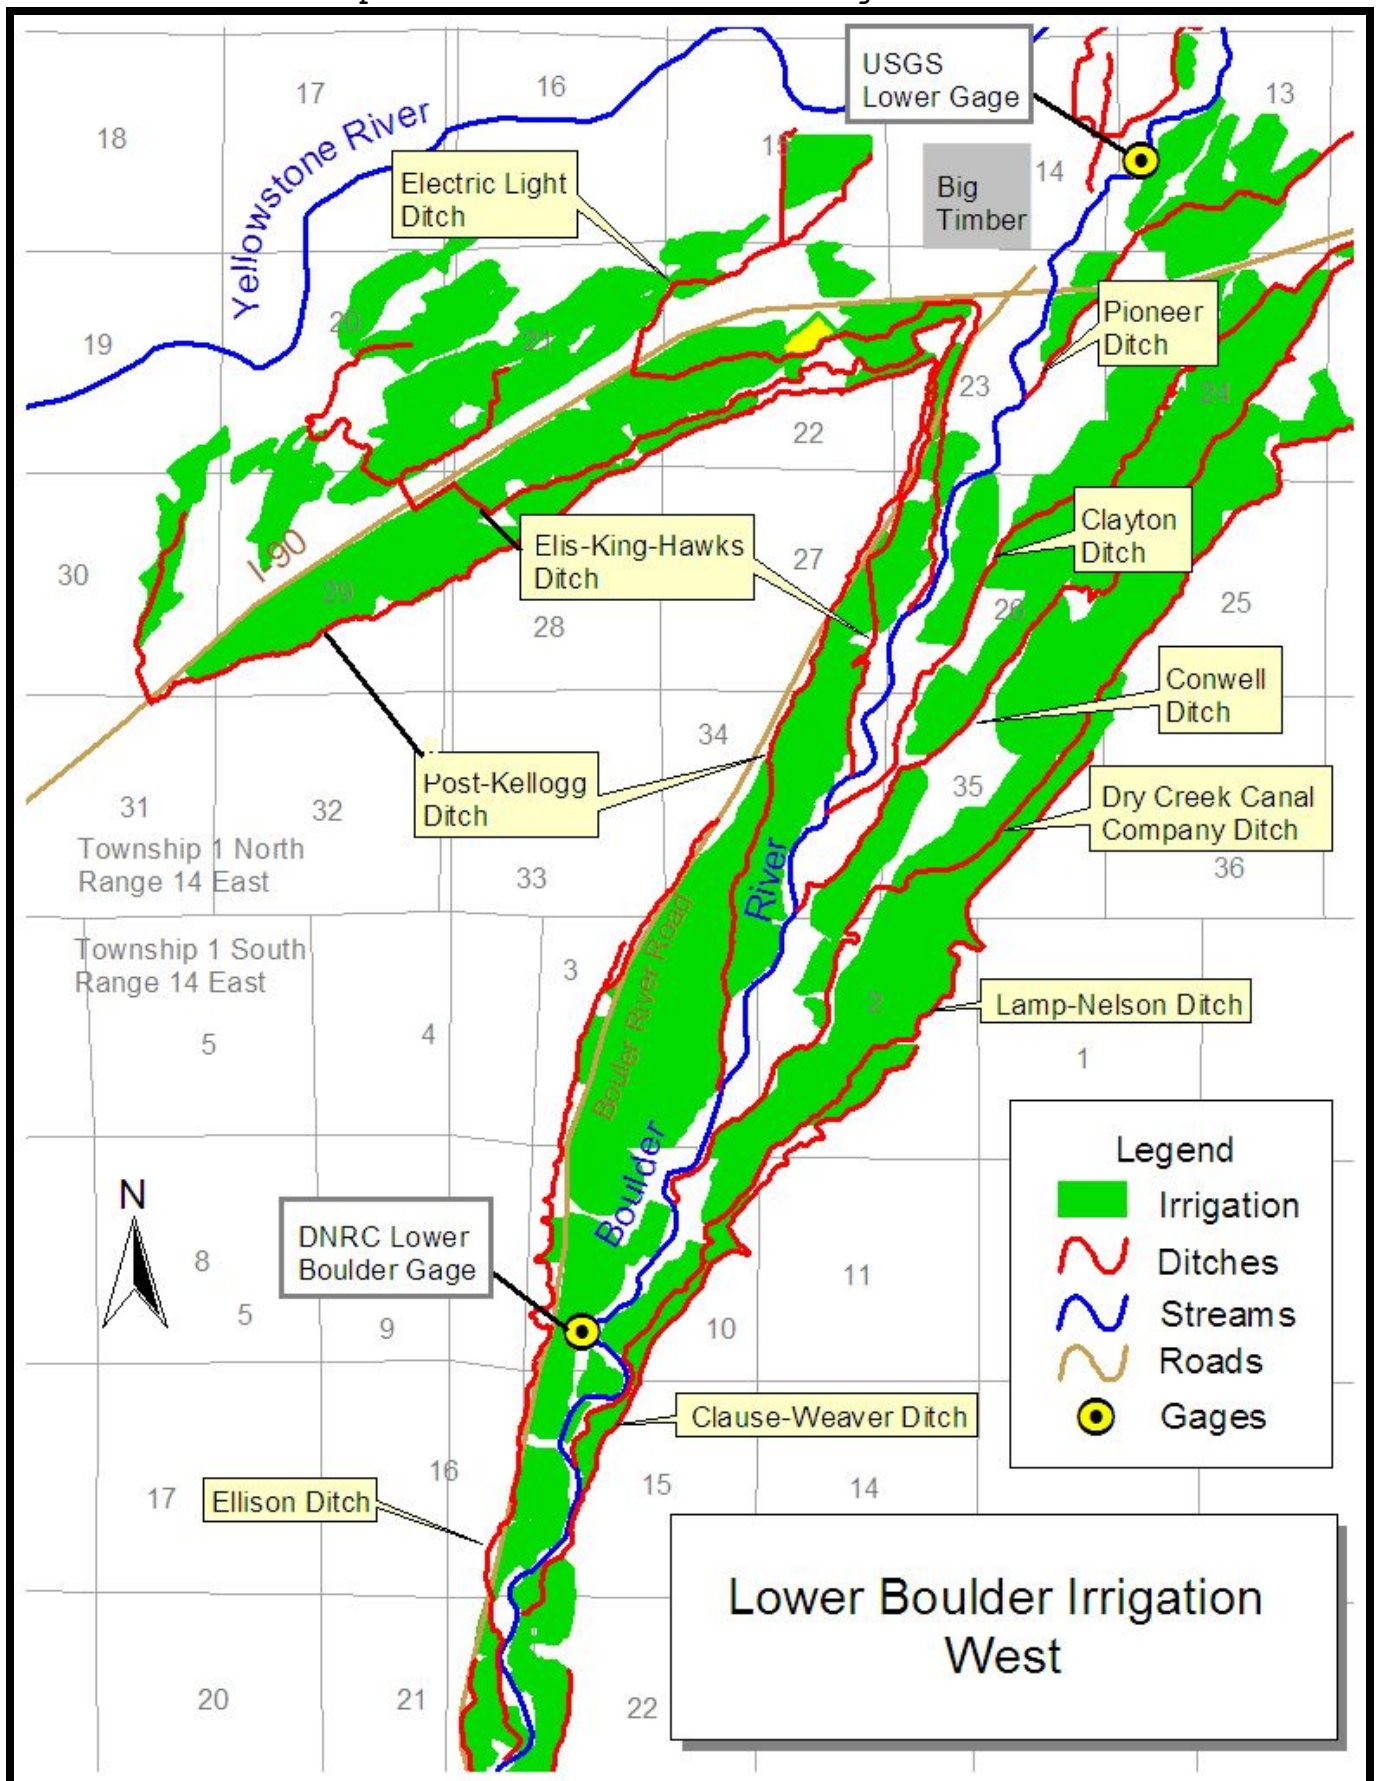 USGS
Lower Gage
17
16
13
18
15
14
Yellowstone River
Electric Light
Ditch
Big
Timber
20
19
21
Pioneer
Ditch
23
24
22
Clayton
Ditch
I-90
Elis-King-Hawks
Ditch
27
30
29
28
26
25
Conwell
Ditch
34
Post-Kellogg
Ditch
35
Dry Creek Canal
Company Ditch
31
32
36
Township 1 North
Range 14 East
33
River
Township 1 South
Range 14 East
3
Bouler River Road
2
Lamp-Nelson Ditch
5
4
1
Boulder
Legend
Irrigation
Ditches
Streams
Roads
Gages
N
DNRC Lower
Boulder Gage
8
5
9
10
11
Clause-Weaver Ditch
16
15
14
17
Ellison Ditch
Lower Boulder Irrigation
West
20
21
22